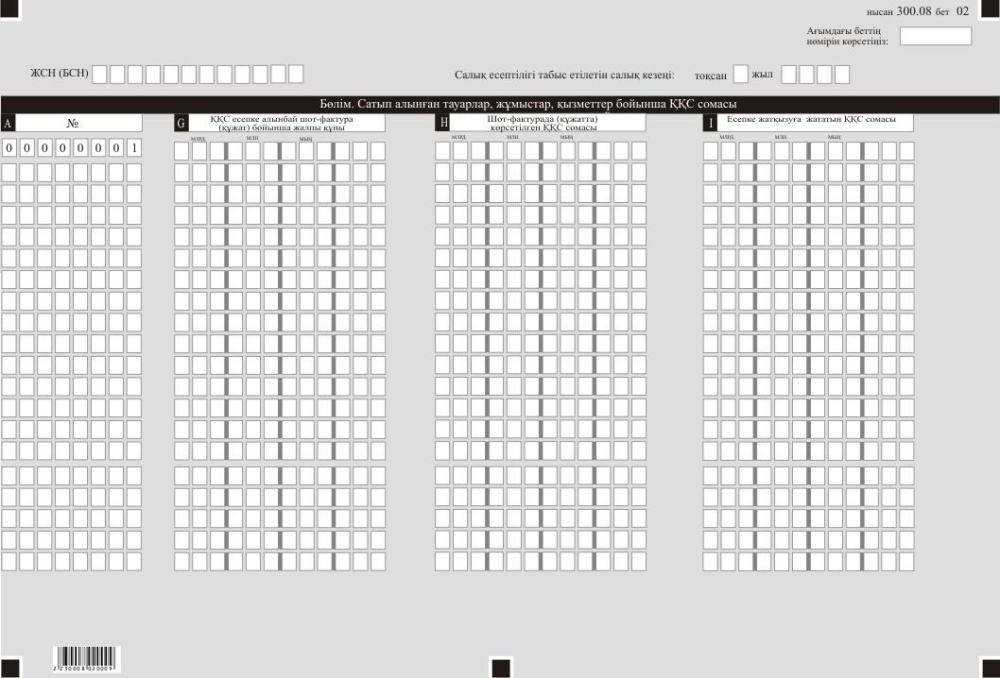 нысан 300.08 бет 02
Ағымдағы беттің
нөмірін көрсетіңіз:
ЖСН (БСН)
Салық есептілігі табыс етілетін салық кезеңі:
тоқсан
жыл
Бөлім. Сатып алынған тауарлар, жұмыстар, қызметтер бойынша ҚҚС сомасы
A
№
G
ҚҚС есепке алынбай шот-фактура
(құжат) бойынша жалпы құны
H
Шот-фактурада (құжатта)
көрсетілген ҚҚС сомасы
I
Есепке жатқызуға жататын ҚҚС сомасы
0 0 0 0 0 0 0 1
МЛРД. МЛН. МЫҢ
МЛРД. МЛН. МЫҢ
МЛРД. МЛН. МЫҢ
2 230008 020009